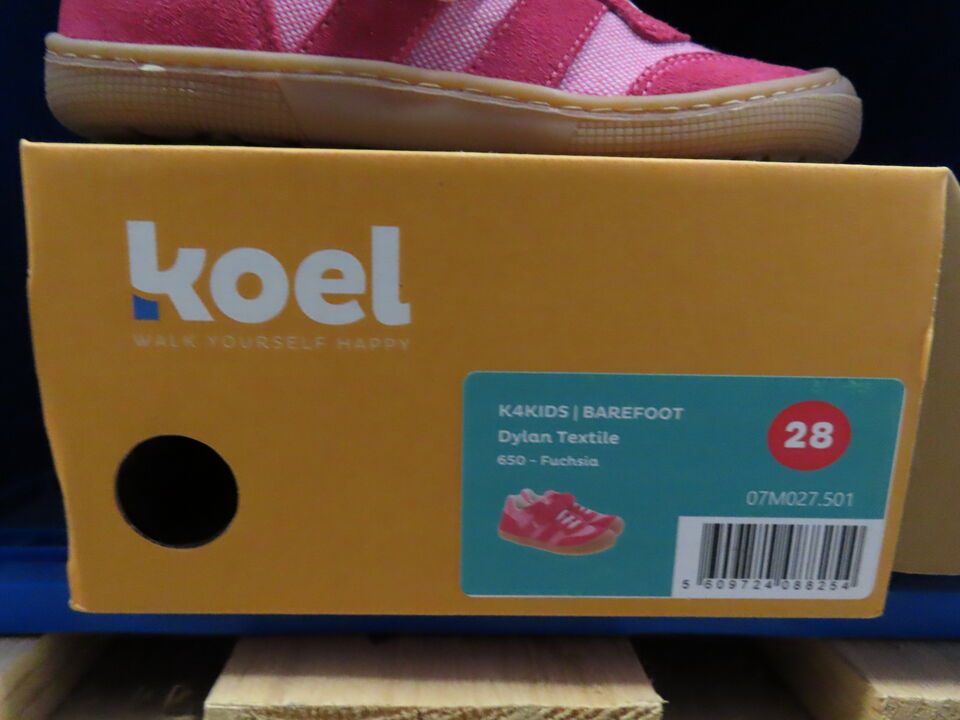 koel
WALK YOURSELF HAPPY
K4KIDS | BAREFOOT
Dylan Textile
650 - Fuchsia
28
07M027.501
5 609724 088254